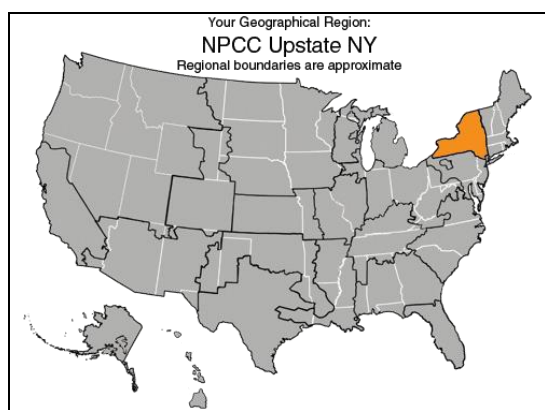 Your Geographical Region:
NPCC Upstate NY
Regional boundaries are approximate